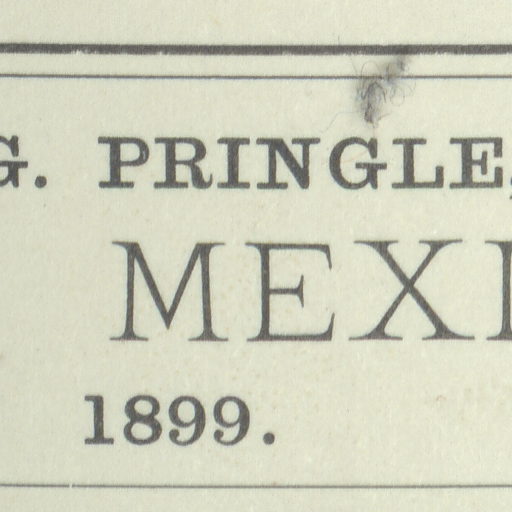 G. PRINGLE,
MEXI
1899.